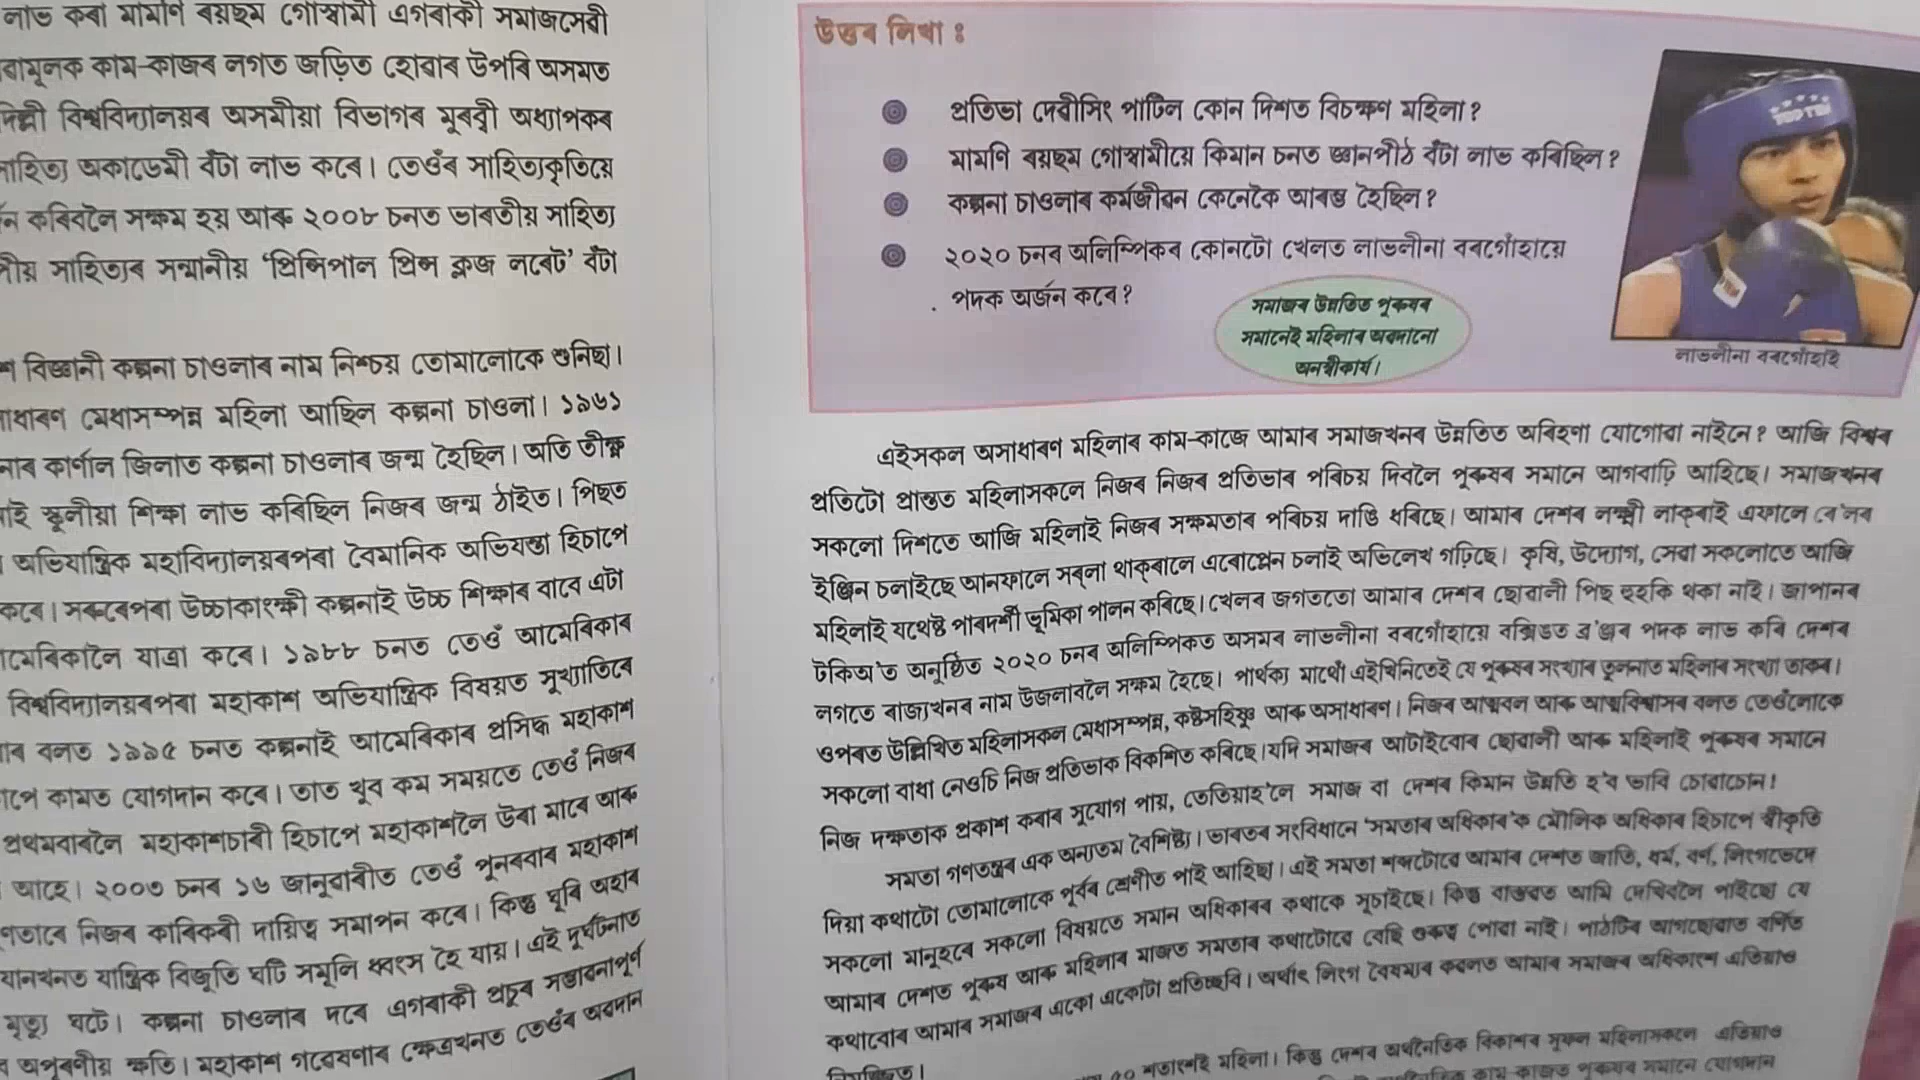 লাভ কৰা মামণি ৰয়ছম গোস্বামী এগৰাকী সমাজসেৱী
কাম-কাজৰ লগত জড়িত হোৱাৰ উপৰি অসমত
বিশ্ববিদ্যালয়ৰ অসমীয়া বিভাগৰ মুৰব্বী অধ্যাপকৰ
অকাডেমী বঁটা লাভ কৰে। তেওঁৰ সাহিত্যকৃতিয়ে
কৰিবলৈ সক্ষম হয় আৰু ২০০৮ চনত ভাৰতীয় সাহিত্য
সাহিত্যৰ সন্মানীয় ‘প্ৰিন্সিপাল প্ৰিন্স ক্লজ লৰেট’ বঁটা
বিজ্ঞানী কল্পনা চাওলাৰ নাম নিশ্চয় তোমালোকে শুনিছা।
মেধাসম্পন্ন মহিলা আছিল কল্পনা চাওলা। ১৯৬১
কাৰ্ণাল জিলাত কল্পনা চাওলাৰ জন্ম হৈছিল। অতি তীক্ষ্ণ
স্কুলীয়া শিক্ষা লাভ কৰিছিল নিজৰ জন্ম ঠাইত। পিছত
অভিযান্ত্ৰিক মহাবিদ্যালয়ৰপৰা বৈমানিক অভিযন্তা হিচাপে
কৰে। সৰুৰেপৰা উচ্চাকাংক্ষী কল্পনাই উচ্চ শিক্ষাৰ বাবে এটা
যাত্ৰা কৰে। ১৯৮৮ চনত তেওঁ আমেৰিকাৰ
বিশ্ববিদ্যালয়ৰপৰা মহাকাশ অভিযান্ত্ৰিক বিষয়ত সুখ্যাতিৰে
বলত ১৯৯৫ চনত কল্পনাই আমেৰিকাৰ প্ৰসিদ্ধ মহাকাশ
কামত যোগদান কৰে। তাত খুব কম সময়তে তেওঁ নিজৰ
প্ৰথমবাৰলৈ মহাকাশচাৰী হিচাপে মহাকাশলৈ উৰা মাৰে আৰু
আহে। ২০০৩ চনৰ ১৬ জানুৱাৰীত তেওঁ পুনৰবাৰ মহাকাশ
নিজৰ কাৰিকৰী দায়িত্ব সমাপন কৰে। কিন্তু ঘূৰি অহাৰ
যান্ত্ৰিক বিজুতি ঘটি সমূলি ধ্বংস হৈ যায়। এই দুৰ্ঘটনাত
মৃত্যু ঘটে। কল্পনা চাওলাৰ দৰে এগৰাকী প্ৰচুৰ সম্ভাৱনাপূৰ্ণ
অপূৰণীয় ক্ষতি। মহাকাশ গৱেষণাৰ ক্ষেত্ৰখনত তেওঁৰ অৱদান
উত্তৰ লিখা :
প্ৰতিভা দেৱীসিং পাটিল কোন দিশত বিচক্ষণ মহিলা?
মামণি ৰয়ছম গোস্বামীয়ে কিমান চনত জ্ঞানপীঠ বঁটা লাভ কৰিছিল?
কল্পনা চাওলাৰ কৰ্মজীৱন কেনেকৈ আৰম্ভ হৈছিল?
২০২০ চনৰ অলিম্পিকৰ কোনটো খেলত লাভলীনা বৰগোঁহায়ে
পদক অৰ্জন কৰে?
সমাজৰ উন্নতিত পুৰুষৰ
সমানেই মহিলাৰ অৱদানো
অনস্বীকাৰ্য।
লাভলীনা বৰগোঁহাই
এইসকল অসাধাৰণ মহিলাৰ কাম-কাজে আমাৰ সমাজখনৰ উন্নতিত অৰিহণা যোগোৱা নাইনে? আজি বিশ্বৰ
প্ৰতিটো প্ৰান্তত মহিলাসকলে নিজৰ নিজৰ প্ৰতিভাৰ পৰিচয় দিবলৈ পুৰুষৰ সমানে আগবাঢ়ি আহিছে। সমাজখনৰ
সকলো দিশতে আজি মহিলাই নিজৰ সক্ষমতাৰ পৰিচয় দাঙি ধৰিছে। আমাৰ দেশৰ লক্ষ্মী লাক্‌ৰাই এফালে ৰে’লৰ
ইঞ্জিন চলাইছে আনফালে সৰলা থাক্‌ৰালে এৰোপ্লেন চলাই অভিলেখ গঢ়িছে। কৃষি, উদ্যোগ, সেৱা সকলোতে আজি
মহিলাই যথেষ্ট পাৰদৰ্শী ভূমিকা পালন কৰিছে। খেলৰ জগততো আমাৰ দেশৰ ছোৱালী পিছ হুহকি থকা নাই। জাপানৰ
টকিঅ’ত অনুষ্ঠিত ২০২০ চনৰ অলিম্পিকত অসমৰ লাভলীনা বৰগোঁহায়ে বক্সিঙত ব্ৰ’ঞ্জৰ পদক লাভ কৰি দেশৰ
লগতে ৰাজ্যখনৰ নাম উজলাবলৈ সক্ষম হৈছে। পাৰ্থক্য মাথোঁ এইখিনিতেই যে পুৰুষৰ সংখ্যাৰ তুলনাত মহিলাৰ সংখ্যা তাকৰ।
ওপৰত উল্লিখিত মহিলাসকল মেধাসম্পন্ন, কষ্টসহিষ্ণু আৰু অসাধাৰণ। নিজৰ আত্মবল আৰু আত্মবিশ্বাসৰ বলত তেওঁলোকে
সকলো বাধা নেওচি নিজ প্ৰতিভাক বিকশিত কৰিছে। যদি সমাজৰ আটাইবোৰ ছোৱালী আৰু মহিলাই পুৰুষৰ সমানে
নিজ দক্ষতাক প্ৰকাশ কৰাৰ সুযোগ পায়, তেতিয়াহ’লে সমাজ বা দেশৰ কিমান উন্নতি হ’ব ভাবি চোৱাচোন!
সমতা গণতন্ত্ৰৰ এক অন্যতম বৈশিষ্ট্য। ভাৰতৰ সংবিধানে ‘সমতাৰ অধিকাৰ’ক মৌলিক অধিকাৰ হিচাপে স্বীকৃতি
দিয়া কথাটো তোমালোকে পূৰ্বৰ শ্ৰেণীত পাই আহিছা। এই সমতা শব্দটোৱে আমাৰ দেশত জাতি, ধৰ্ম, বৰ্ণ, লিংগভেদে
সকলো মানুহৰে সকলো বিষয়তে সমান অধিকাৰৰ কথাকে সূচাইছে। কিন্তু বাস্তৱত আমি দেখিবলৈ পাইছো যে
আমাৰ দেশত পুৰুষ আৰু মহিলাৰ মাজত সমতাৰ কথাটোৱে বেছি গুৰুত্ব পোৱা নাই। পাঠটিৰ আগছোৱাত বৰ্ণিত
কথাবোৰ আমাৰ সমাজৰ একো একোটা প্ৰতিচ্ছবি। অৰ্থাৎ লিংগ বৈষম্যৰ কবলত আমাৰ সমাজৰ অধিকাংশ এতিয়াও
৫০ শতাংশই মহিলা। কিন্তু দেশৰ অৰ্থনৈতিক বিকাশৰ সুফল মহিলাসকলে এতিয়াও
কাম-কাজত পুৰুষৰ সমানে যোগদান